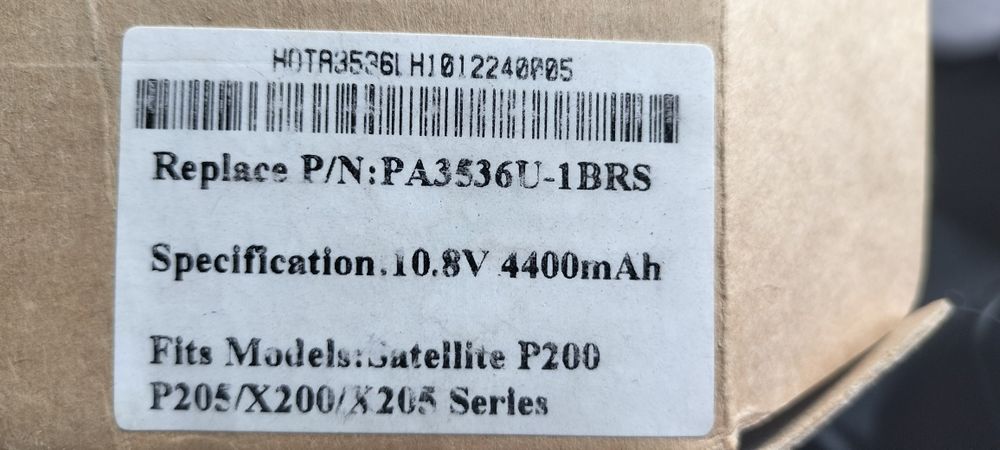 HOTA3536LH1012240005
Replace P/N:PA3536U-1BRS
Specification.10.8V 4400mAh
Fits Models:Satellite P200
P205/X200/X205 Series